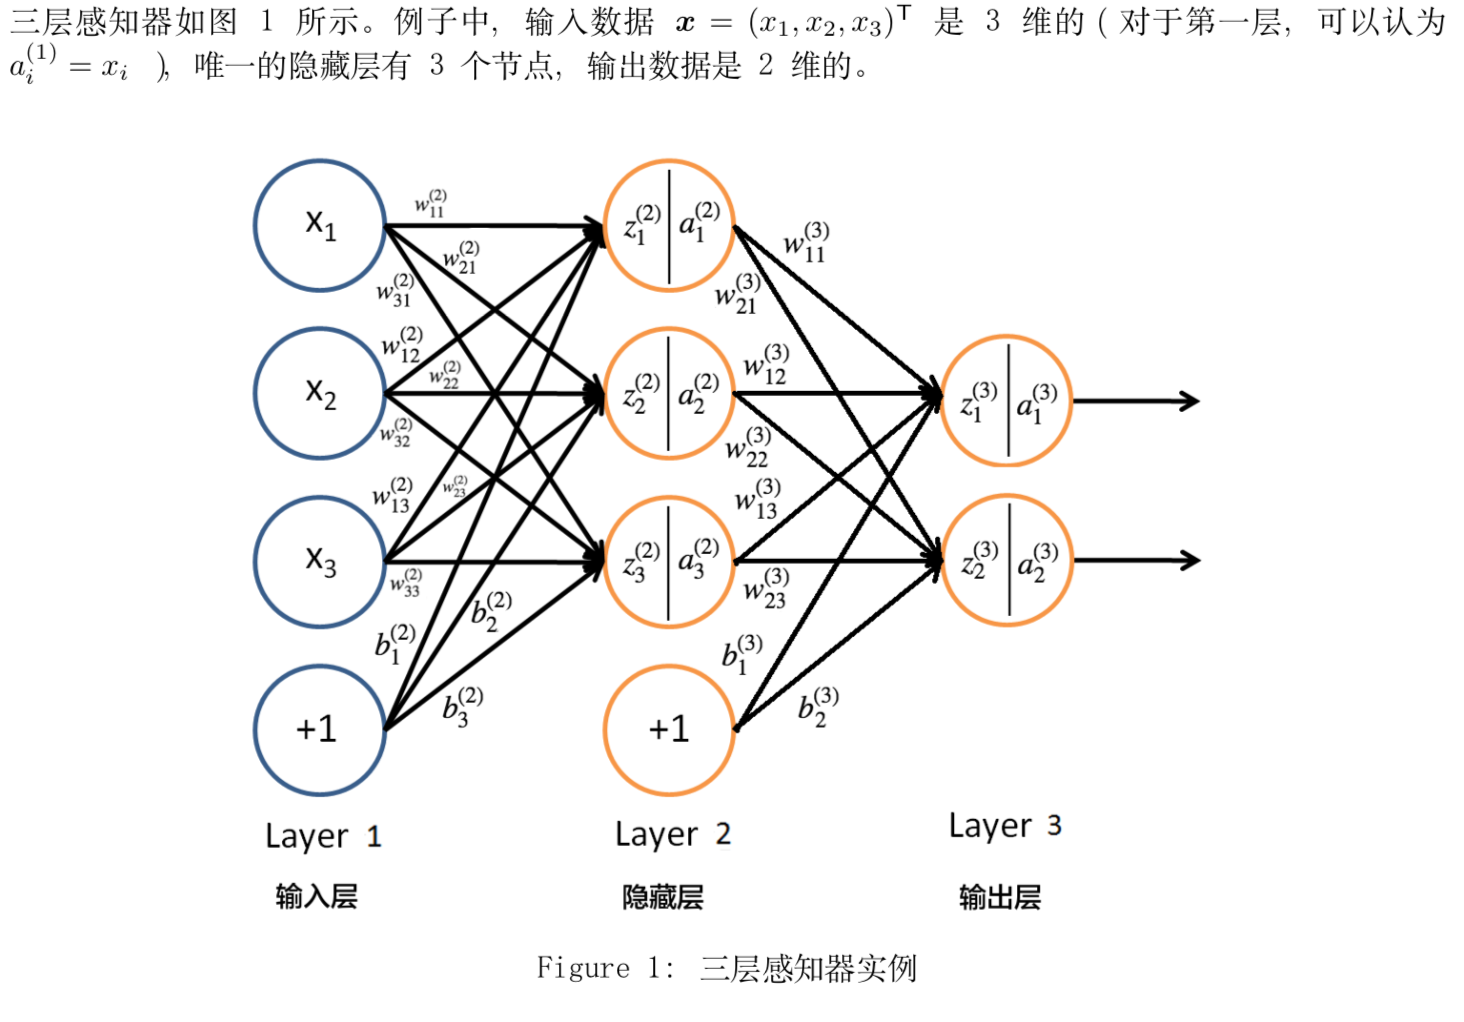 三层感知器如图 1 所示。例子中, 输入数据 x = (x₁, x₂, x₃)ᵀ 是 3 维的 ( 对于第一层, 可以认为
aᵢ⁽¹⁾ = xᵢ ), 唯一的隐藏层有 3 个节点, 输出数据是 2 维的。
x₁
w₁₁⁽²⁾
w₂₁⁽²⁾
w₃₁⁽²⁾
z₁⁽²⁾ | a₁⁽²⁾
w₁₁⁽³⁾
w₂₁⁽³⁾
x₂
w₁₂⁽²⁾
w₂₂⁽²⁾
w₃₂⁽²⁾
z₂⁽²⁾ | a₂⁽²⁾
w₁₂⁽³⁾
w₂₂⁽³⁾
z₁⁽³⁾ | a₁⁽³⁾
x₃
w₁₃⁽²⁾
w₂₃⁽²⁾
w₃₃⁽²⁾
z₃⁽²⁾ | a₃⁽²⁾
w₁₃⁽³⁾
w₂₃⁽³⁾
z₂⁽³⁾ | a₂⁽³⁾
+1
b₁⁽²⁾
b₂⁽²⁾
b₃⁽²⁾
+1
b₁⁽³⁾
b₂⁽³⁾
Layer 1
Layer 2
Layer 3
输入层
隐藏层
输出层
Figure 1: 三层感知器实例